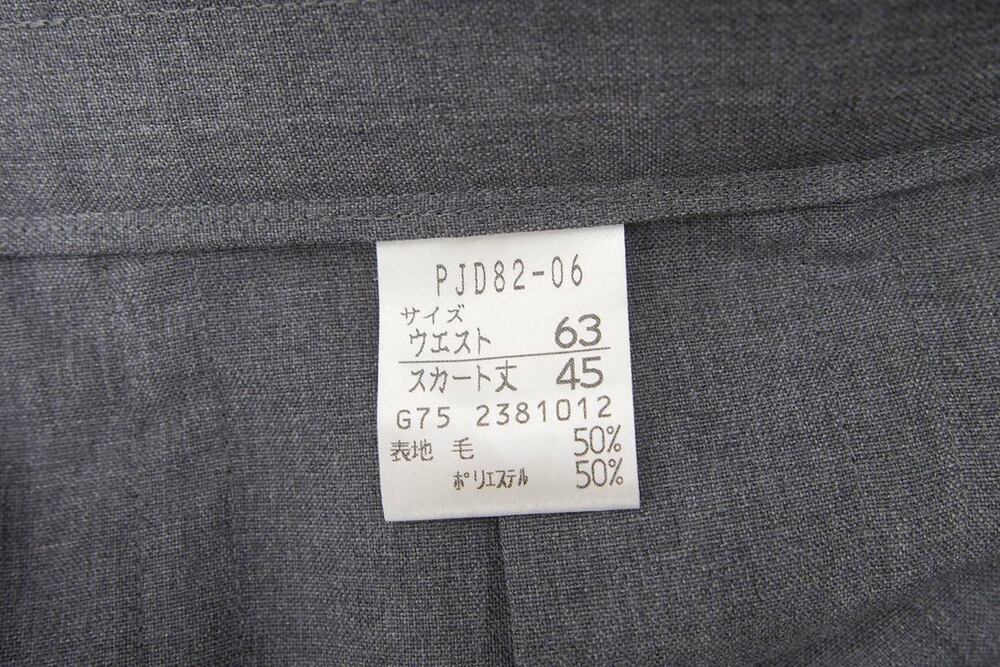 PJD82-06
サイズ
ウエスト 63
スカート丈 45
G75 2381012
表地 毛 50%
ポリエステル 50%